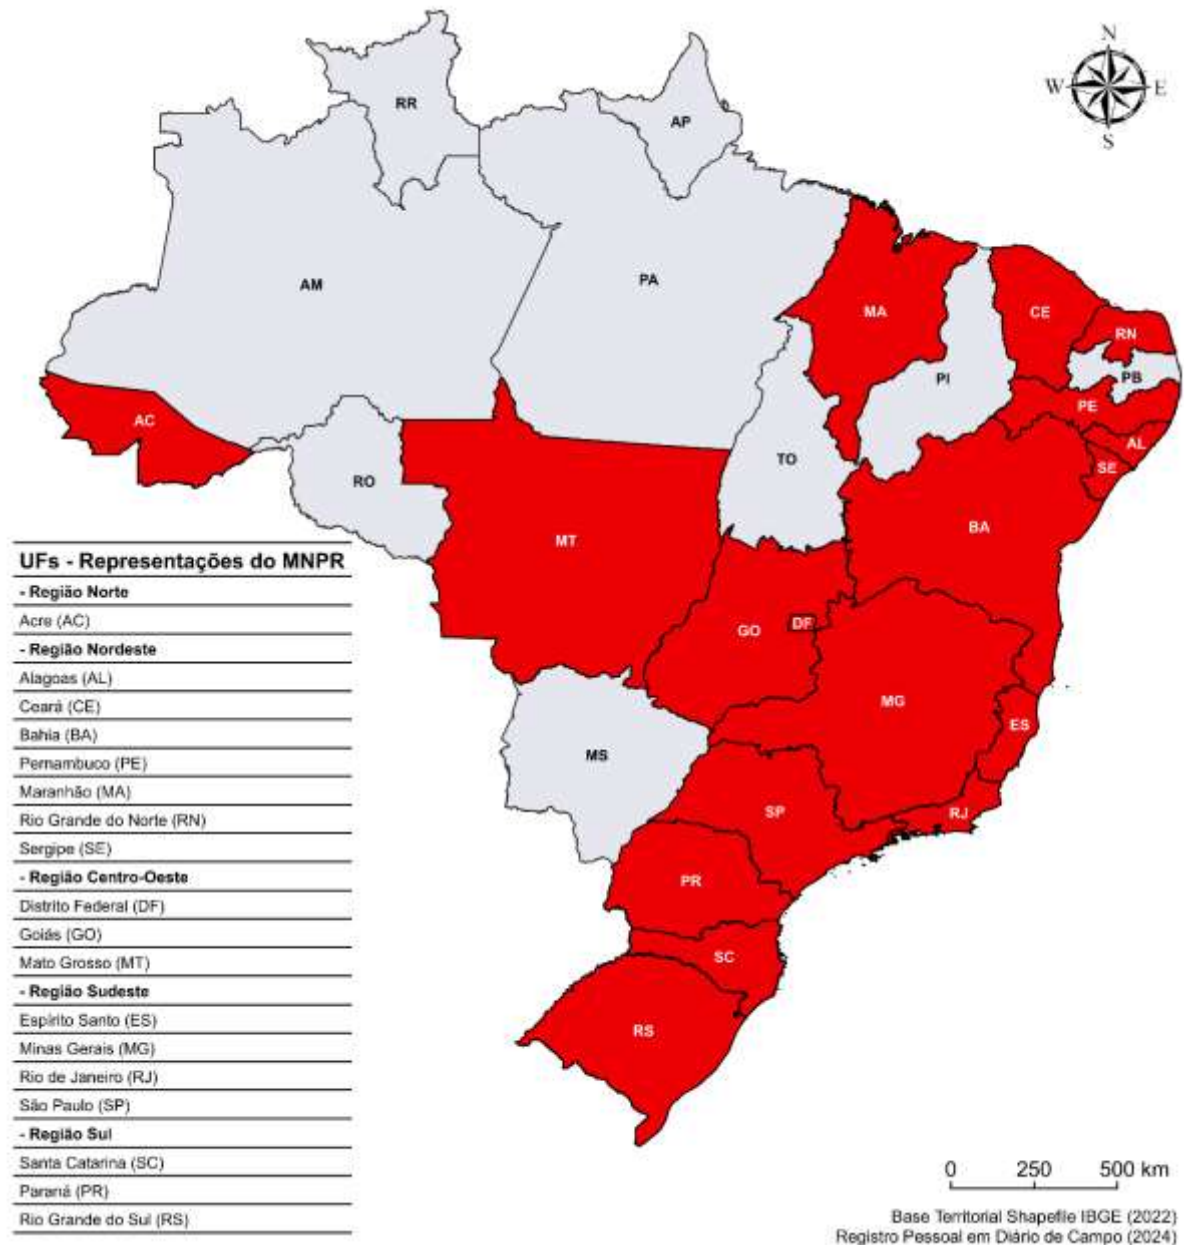 N
W E
S
RR
AP
AM
PA
MA
CE
RN
PB
PI
PE
AC
AL
TO
SE
RO
BA
MT
GO
DF
MG
ES
MS
SP
RJ
PR
SC
RS
UFs - Representações do MNPR
- Região Norte
Acre (AC)
- Região Nordeste
Alagoas (AL)
Ceará (CE)
Bahia (BA)
Pernambuco (PE)
Maranhão (MA)
Rio Grande do Norte (RN)
Sergipe (SE)
- Região Centro-Oeste
Distrito Federal (DF)
Goiás (GO)
Mato Grosso (MT)
- Região Sudeste
Espírito Santo (ES)
Minas Gerais (MG)
Rio de Janeiro (RJ)
São Paulo (SP)
- Região Sul
Santa Catarina (SC)
Paraná (PR)
Rio Grande do Sul (RS)
0 250 500 km
Base Territorial Shapefile IBGE (2022)
Registro Pessoal em Diário de Campo (2024)